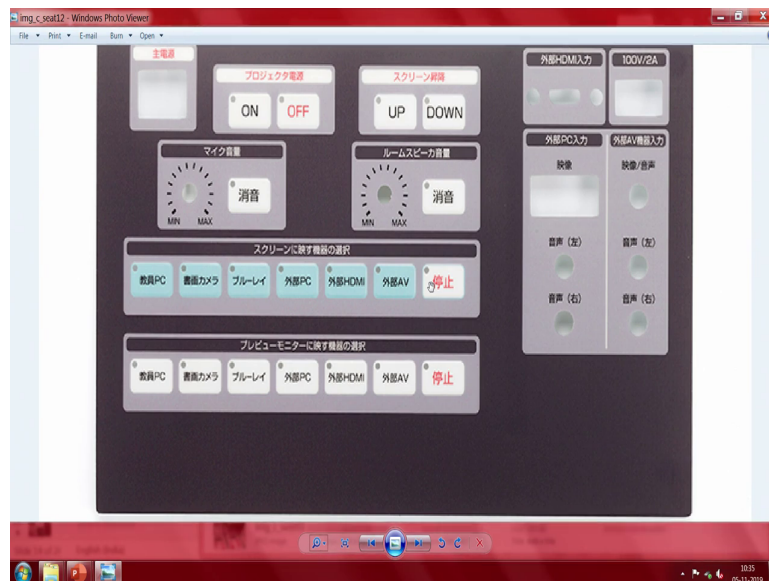 img_c_seat12 - Windows Photo Viewer
File Print E-mail Burn Open
主電源
プロジェクタ電源
ON OFF
スクリーン昇降
UP DOWN
外部HDMI入力
100V/2A
マイク音量
MIN MAX
消音
ルームスピーカ音量
MIN MAX
消音
外部PC入力
映像
音声（左）
音声（右）
外部AV機器入力
映像/音声
音声（左）
音声（右）
スクリーンに映す機器の選択
教員PC 書画カメラ ブルーレイ 外部PC 外部HDMI 外部AV 停止
プレビューモニターに映す機器の選択
教員PC 書画カメラ ブルーレイ 外部PC 外部HDMI 外部AV 停止
10:35
05-11-2019